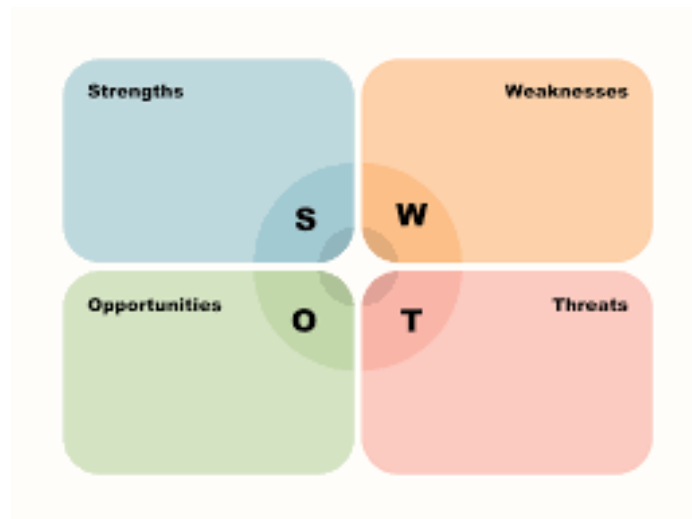 Strengths
Weaknesses
S
W
Opportunities
Threats
O
T